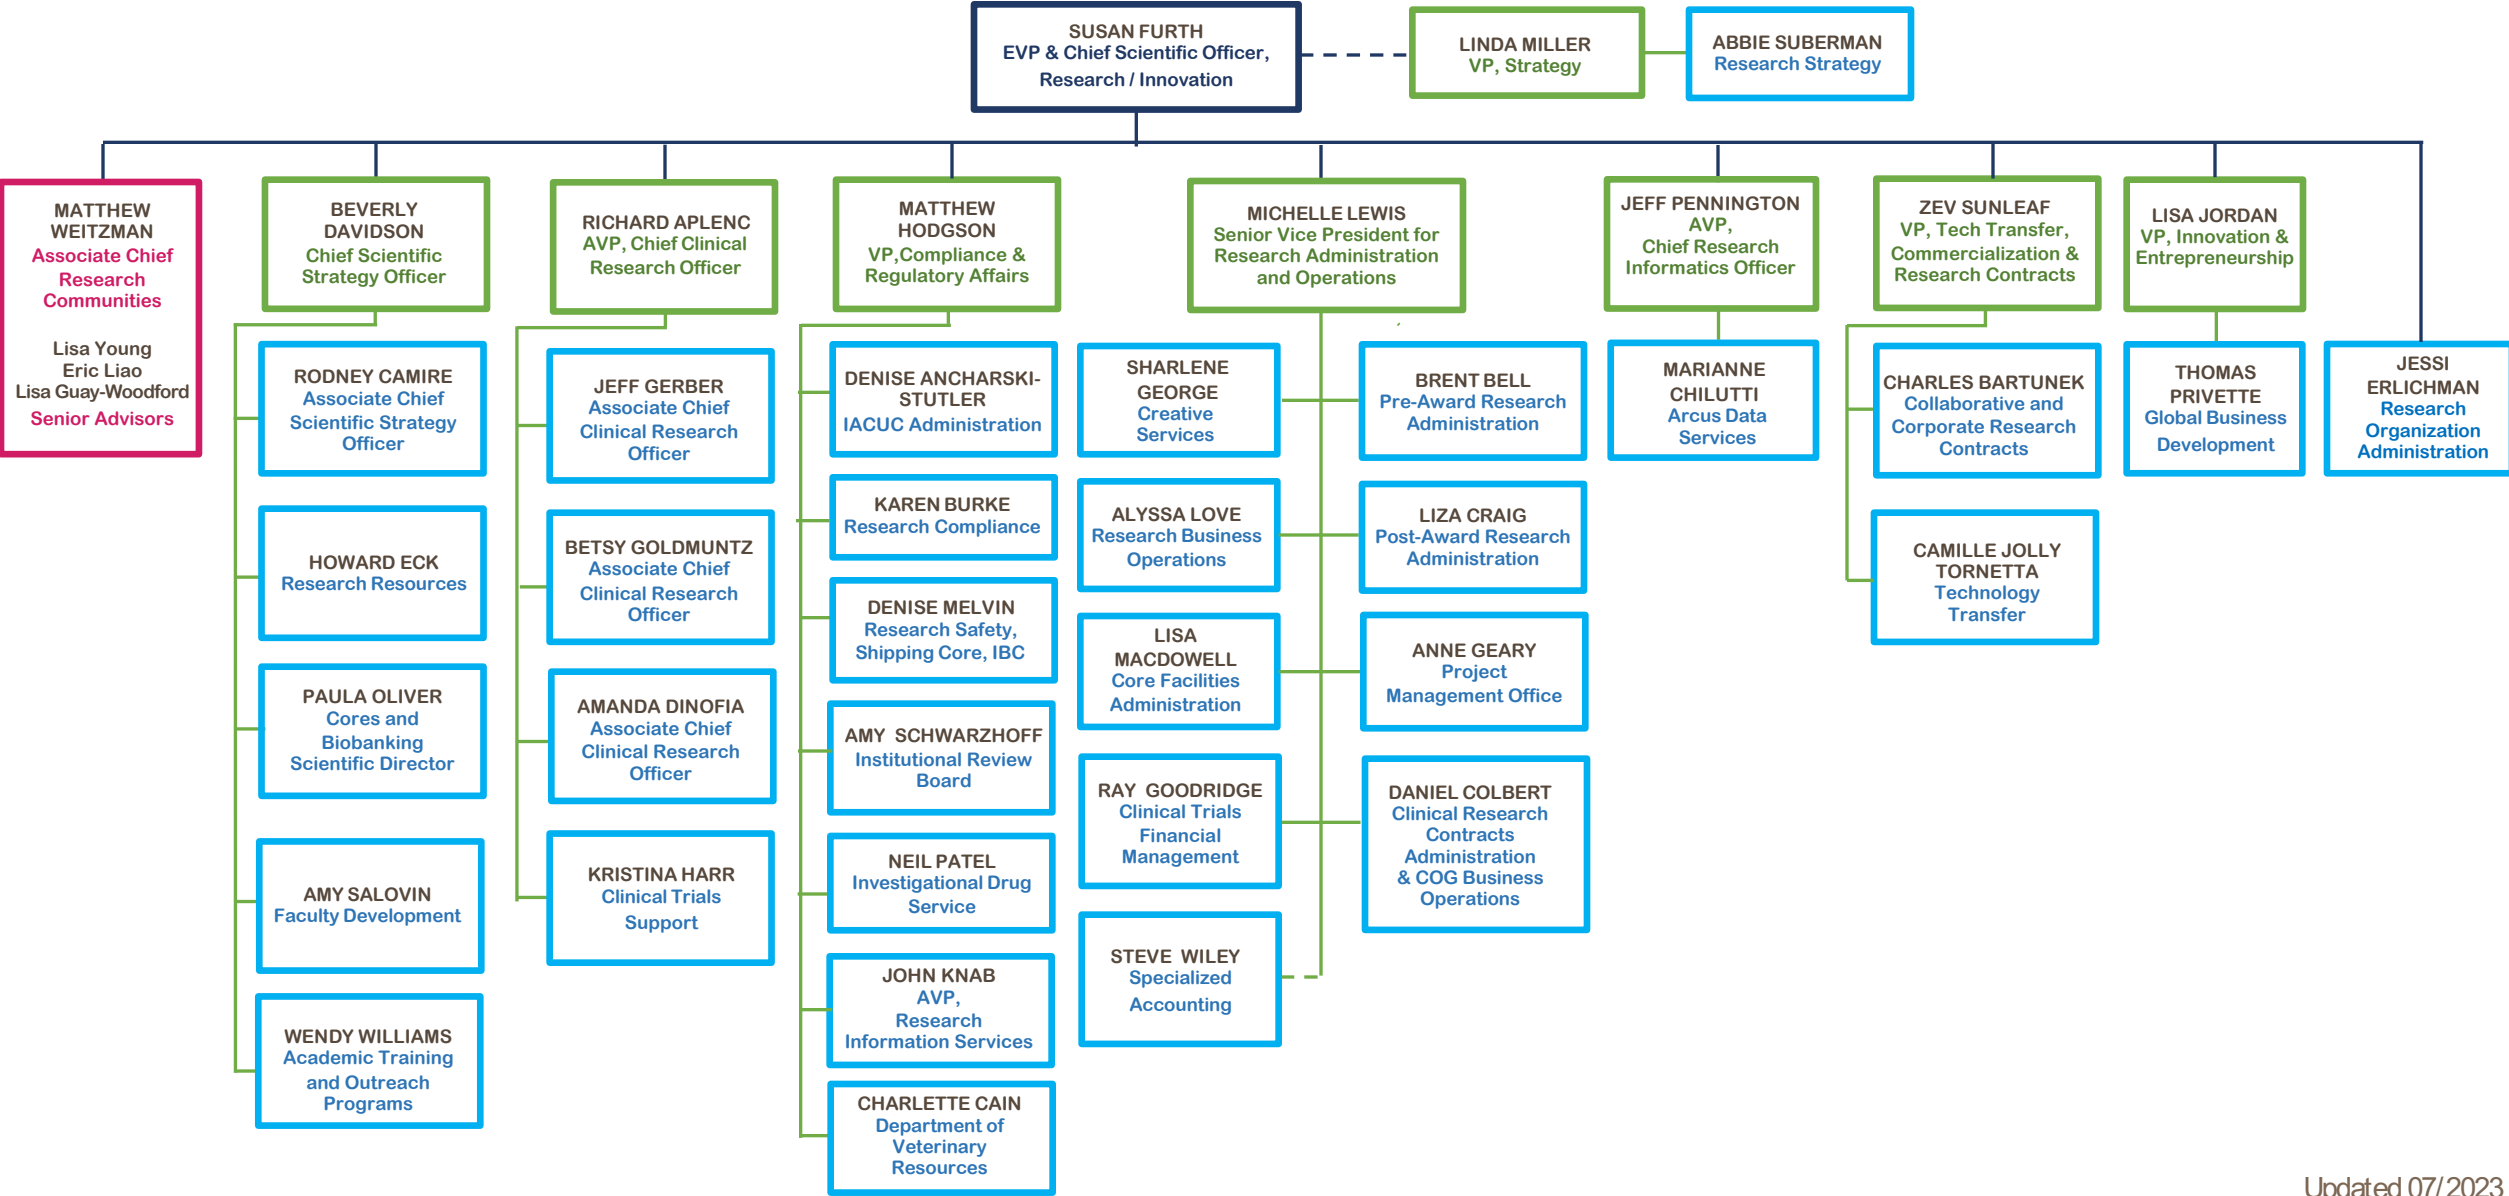 SUSAN FURTH
EVP & Chief Scientific Officer,
Research / Innovation
LINDA MILLER
VP, Strategy
ABBIE SUBERMAN
Research Strategy
MATTHEW
WEITZMAN
Associate Chief
Research
Communities
Lisa Young
Eric Liao
Lisa Guay-Woodford
Senior Advisors
BEVERLY
DAVIDSON
Chief Scientific
Strategy Officer
RODNEY CAMIRE
Associate Chief
Scientific Strategy
Officer
HOWARD ECK
Research Resources
PAULA OLIVER
Cores and
Biobanking
Scientific Director
AMY SALOVIN
Faculty Development
WENDY WILLIAMS
Academic Training
and Outreach
Programs
RICHARD APLENC
AVP, Chief Clinical
Research Officer
JEFF GERBER
Associate Chief
Clinical Research
Officer
BETSY GOLDMUNTZ
Associate Chief
Clinical Research
Officer
AMANDA DINOFIA
Associate Chief
Clinical Research
Officer
KRISTINA HARR
Clinical Trials
Support
MATTHEW
HODGSON
VP,Compliance &
Regulatory Affairs
DENISE ANCHARSKI-
STUTLER
IACUC Administration
KAREN BURKE
Research Compliance
DENISE MELVIN
Research Safety,
Shipping Core, IBC
AMY SCHWARZHOFF
Institutional Review
Board
NEIL PATEL
Investigational Drug
Service
JOHN KNAB
AVP,
Research
Information Services
CHARLETTE CAIN
Department of
Veterinary
Resources
MICHELLE LEWIS
Senior Vice President for
Research Administration
and Operations
SHARLENE
GEORGE
Creative
Services
ALYSSA LOVE
Research Business
Operations
LISA
MACDOWELL
Core Facilities
Administration
RAY GOODRIDGE
Clinical Trials
Financial
Management
STEVE WILEY
Specialized
Accounting
BRENT BELL
Pre-Award Research
Administration
LIZA CRAIG
Post-Award Research
Administration
ANNE GEARY
Project
Management Office
DANIEL COLBERT
Clinical Research
Contracts
Administration
& COG Business
Operations
JEFF PENNINGTON
AVP,
Chief Research
Informatics Officer
MARIANNE
CHILUTTI
Arcus Data
Services
ZEV SUNLEAF
VP, Tech Transfer,
Commercialization &
Research Contracts
CHARLES BARTUNEK
Collaborative and
Corporate Research
Contracts
CAMILLE JOLLY
TORNETTA
Technology
Transfer
LISA JORDAN
VP, Innovation &
Entrepreneurship
THOMAS
PRIVETTE
Global Business
Development
JESSI
ERLICHMAN
Research
Organization
Administration
Updated 07/2023